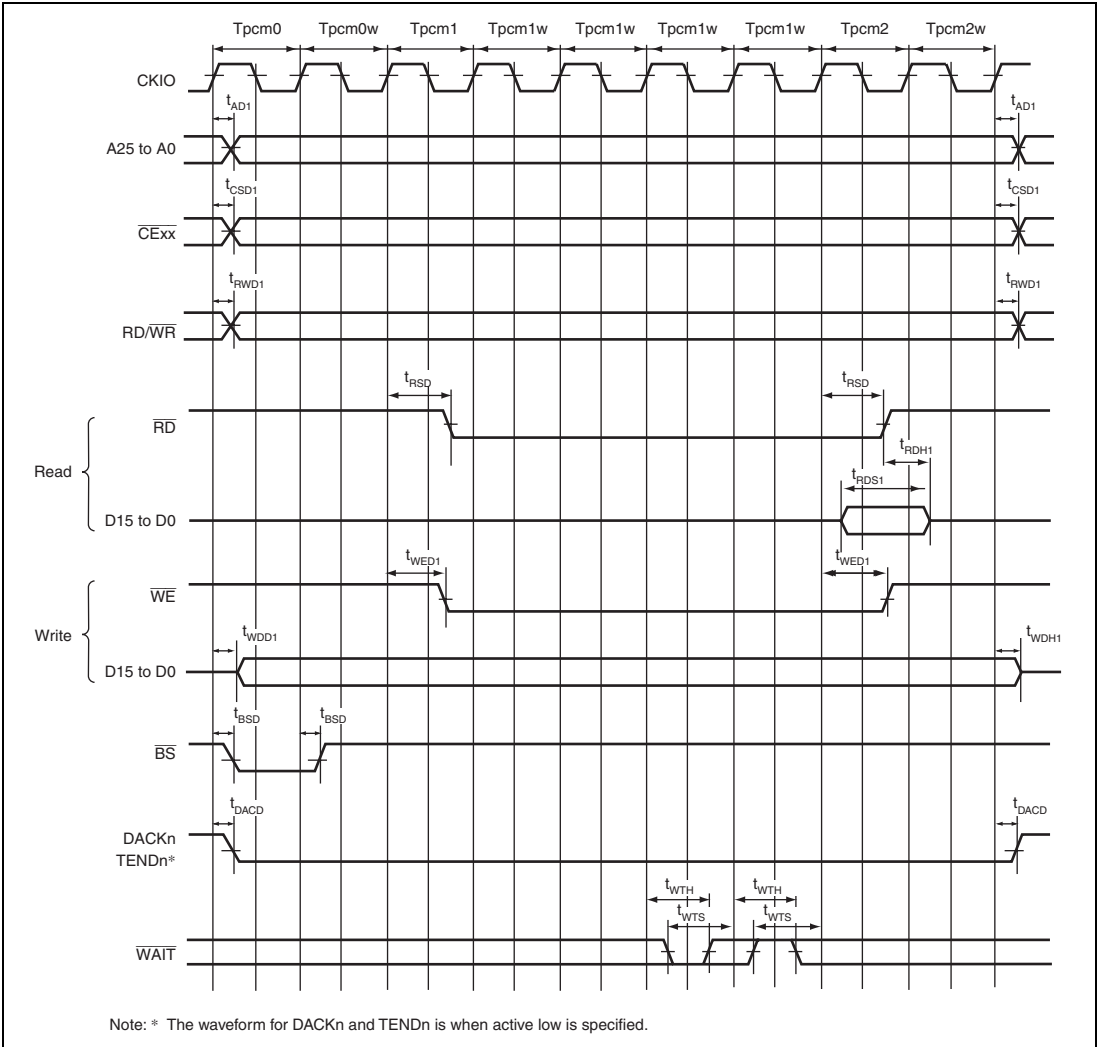 Tpcm0 Tpcm0w Tpcm1 Tpcm1w Tpcm1w Tpcm1w Tpcm1w Tpcm2 Tpcm2w
CKIO
tAD1 tAD1
A25 to A0
tCSD1 tCSD1
CExx
tRWD1 tRWD1
RD/WR
tRSD tRSD
RD
tRDH1
Read
tRDS1
D15 to D0
tWED1 tWED1
WE
Write
tWDD1 tWDH1
D15 to D0
tBSD tBSD
BS
tDACD tDACD
DACKn
TENDn*
tWTH tWTH
tWTS tWTS
WAIT
Note: * The waveform for DACKn and TENDn is when active low is specified.